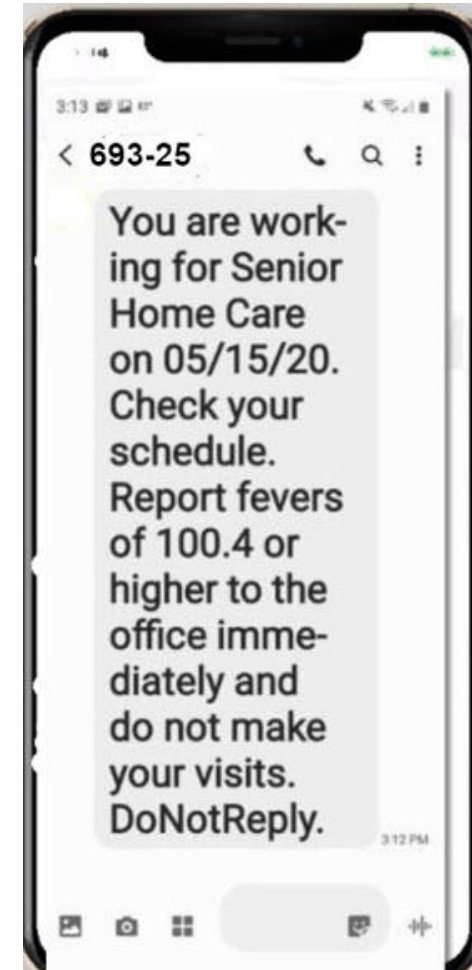 3:13
693-25
You are work-
ing for Senior
Home Care
on 05/15/20.
Check your
schedule.
Report fevers
of 100.4 or
higher to the
office imme-
diately and
do not make
your visits.
DoNotReply.
3:12 PM